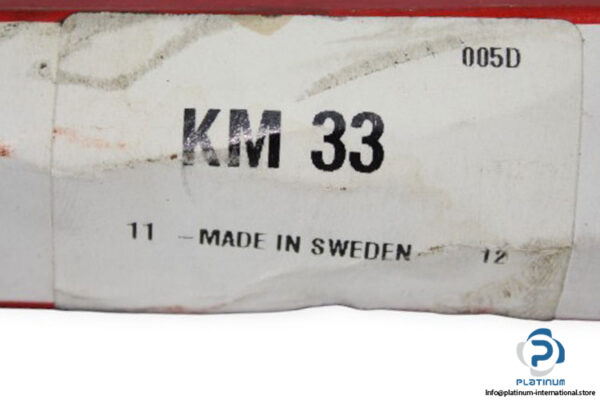 005D
KM 33
11 - MADE IN SWEDEN - 12
PLATINUM
Info@platinum-international.store